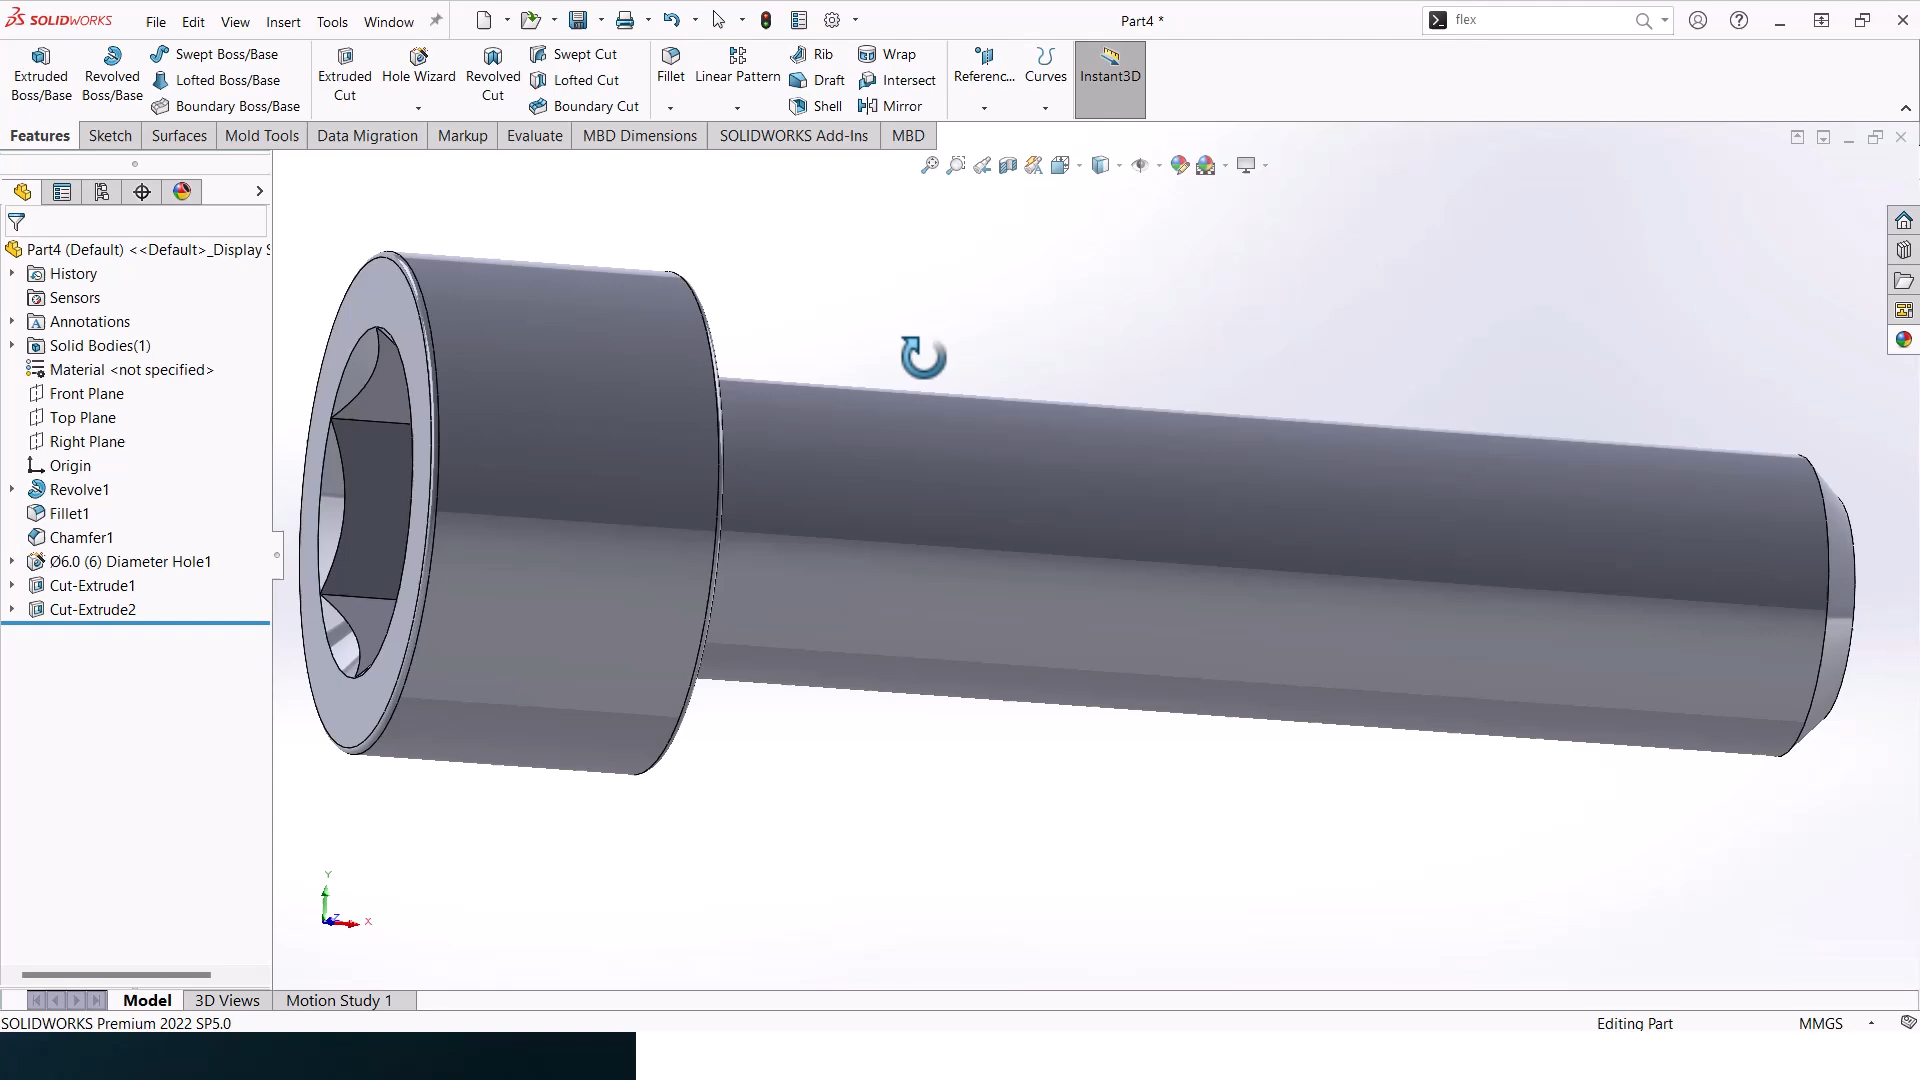 SOLIDWORKS File Edit View Insert Tools Window Part4 * flex
Extruded Boss/Base
Revolved Boss/Base
Swept Boss/Base
Lofted Boss/Base
Boundary Boss/Base
Extruded Cut
Hole Wizard
Revolved Cut
Swept Cut
Lofted Cut
Boundary Cut
Fillet
Linear Pattern
Rib
Draft
Shell
Wrap
Intersect
Mirror
Referenc...
Curves
Instant3D
Features Sketch Surfaces Mold Tools Data Migration Markup Evaluate MBD Dimensions SOLIDWORKS Add-Ins MBD
Part4 (Default) <<Default>_Display S
History
Sensors
Annotations
Solid Bodies(1)
Material <not specified>
Front Plane
Top Plane
Right Plane
Origin
Revolve1
Fillet1
Chamfer1
Ø6.0 (6) Diameter Hole1
Cut-Extrude1
Cut-Extrude2
Y
Z
X
Model 3D Views Motion Study 1
SOLIDWORKS Premium 2022 SP5.0 Editing Part MMGS